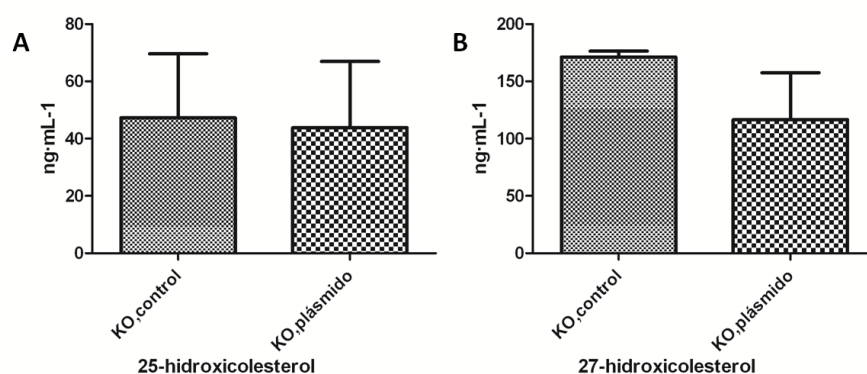 A
80
60
40
20
0
ng·mL-1
KO,control
KO,plásmido
25-hidroxicolesterol
B
200
150
100
50
0
ng·mL-1
KO,control
KO,plásmido
27-hidroxicolesterol